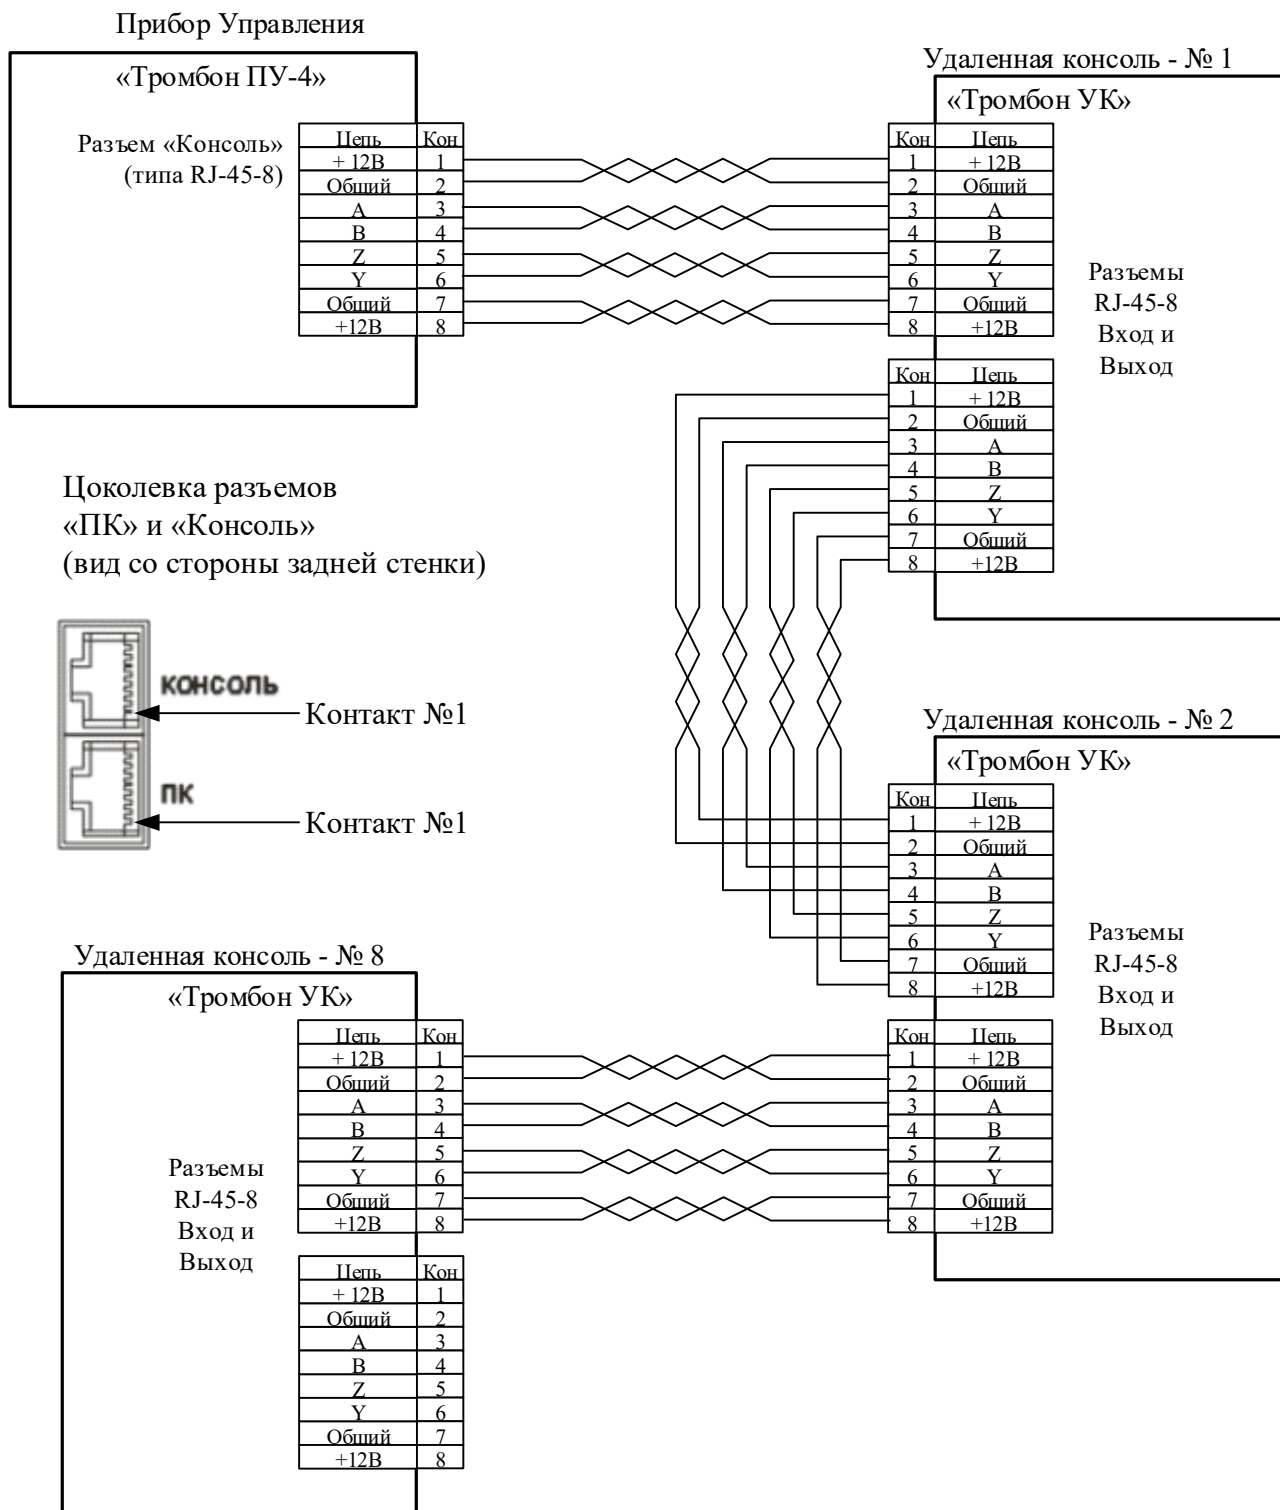 Прибор Управления
«Тромбон ПУ-4»
Разъем «Консоль»
(типа RJ-45-8)
Цепь Кон
+ 12В 1
Общий 2
A 3
B 4
Z 5
Y 6
Общий 7
+12В 8
Удаленная консоль - № 1
«Тромбон УК»
Кон Цепь
1 + 12В
2 Общий
3 A
4 B
5 Z
6 Y
7 Общий
8 +12В
Разъемы
RJ-45-8
Вход и
Выход
Кон Цепь
1 + 12В
2 Общий
3 A
4 B
5 Z
6 Y
7 Общий
8 +12В
Цоколевка разъемов
«ПК» и «Консоль»
(вид со стороны задней стенки)
КОНСОЛЬ
Контакт №1
ПК
Контакт №1
Удаленная консоль - № 2
«Тромбон УК»
Кон Цепь
1 + 12В
2 Общий
3 A
4 B
5 Z
6 Y
7 Общий
8 +12В
Разъемы
RJ-45-8
Вход и
Выход
Кон Цепь
1 + 12В
2 Общий
3 A
4 B
5 Z
6 Y
7 Общий
8 +12В
Удаленная консоль - № 8
«Тромбон УК»
Цепь Кон
+ 12В 1
Общий 2
A 3
B 4
Z 5
Y 6
Общий 7
+12В 8
Разъемы
RJ-45-8
Вход и
Выход
Цепь Кон
+ 12В 1
Общий 2
A 3
B 4
Z 5
Y 6
Общий 7
+12В 8